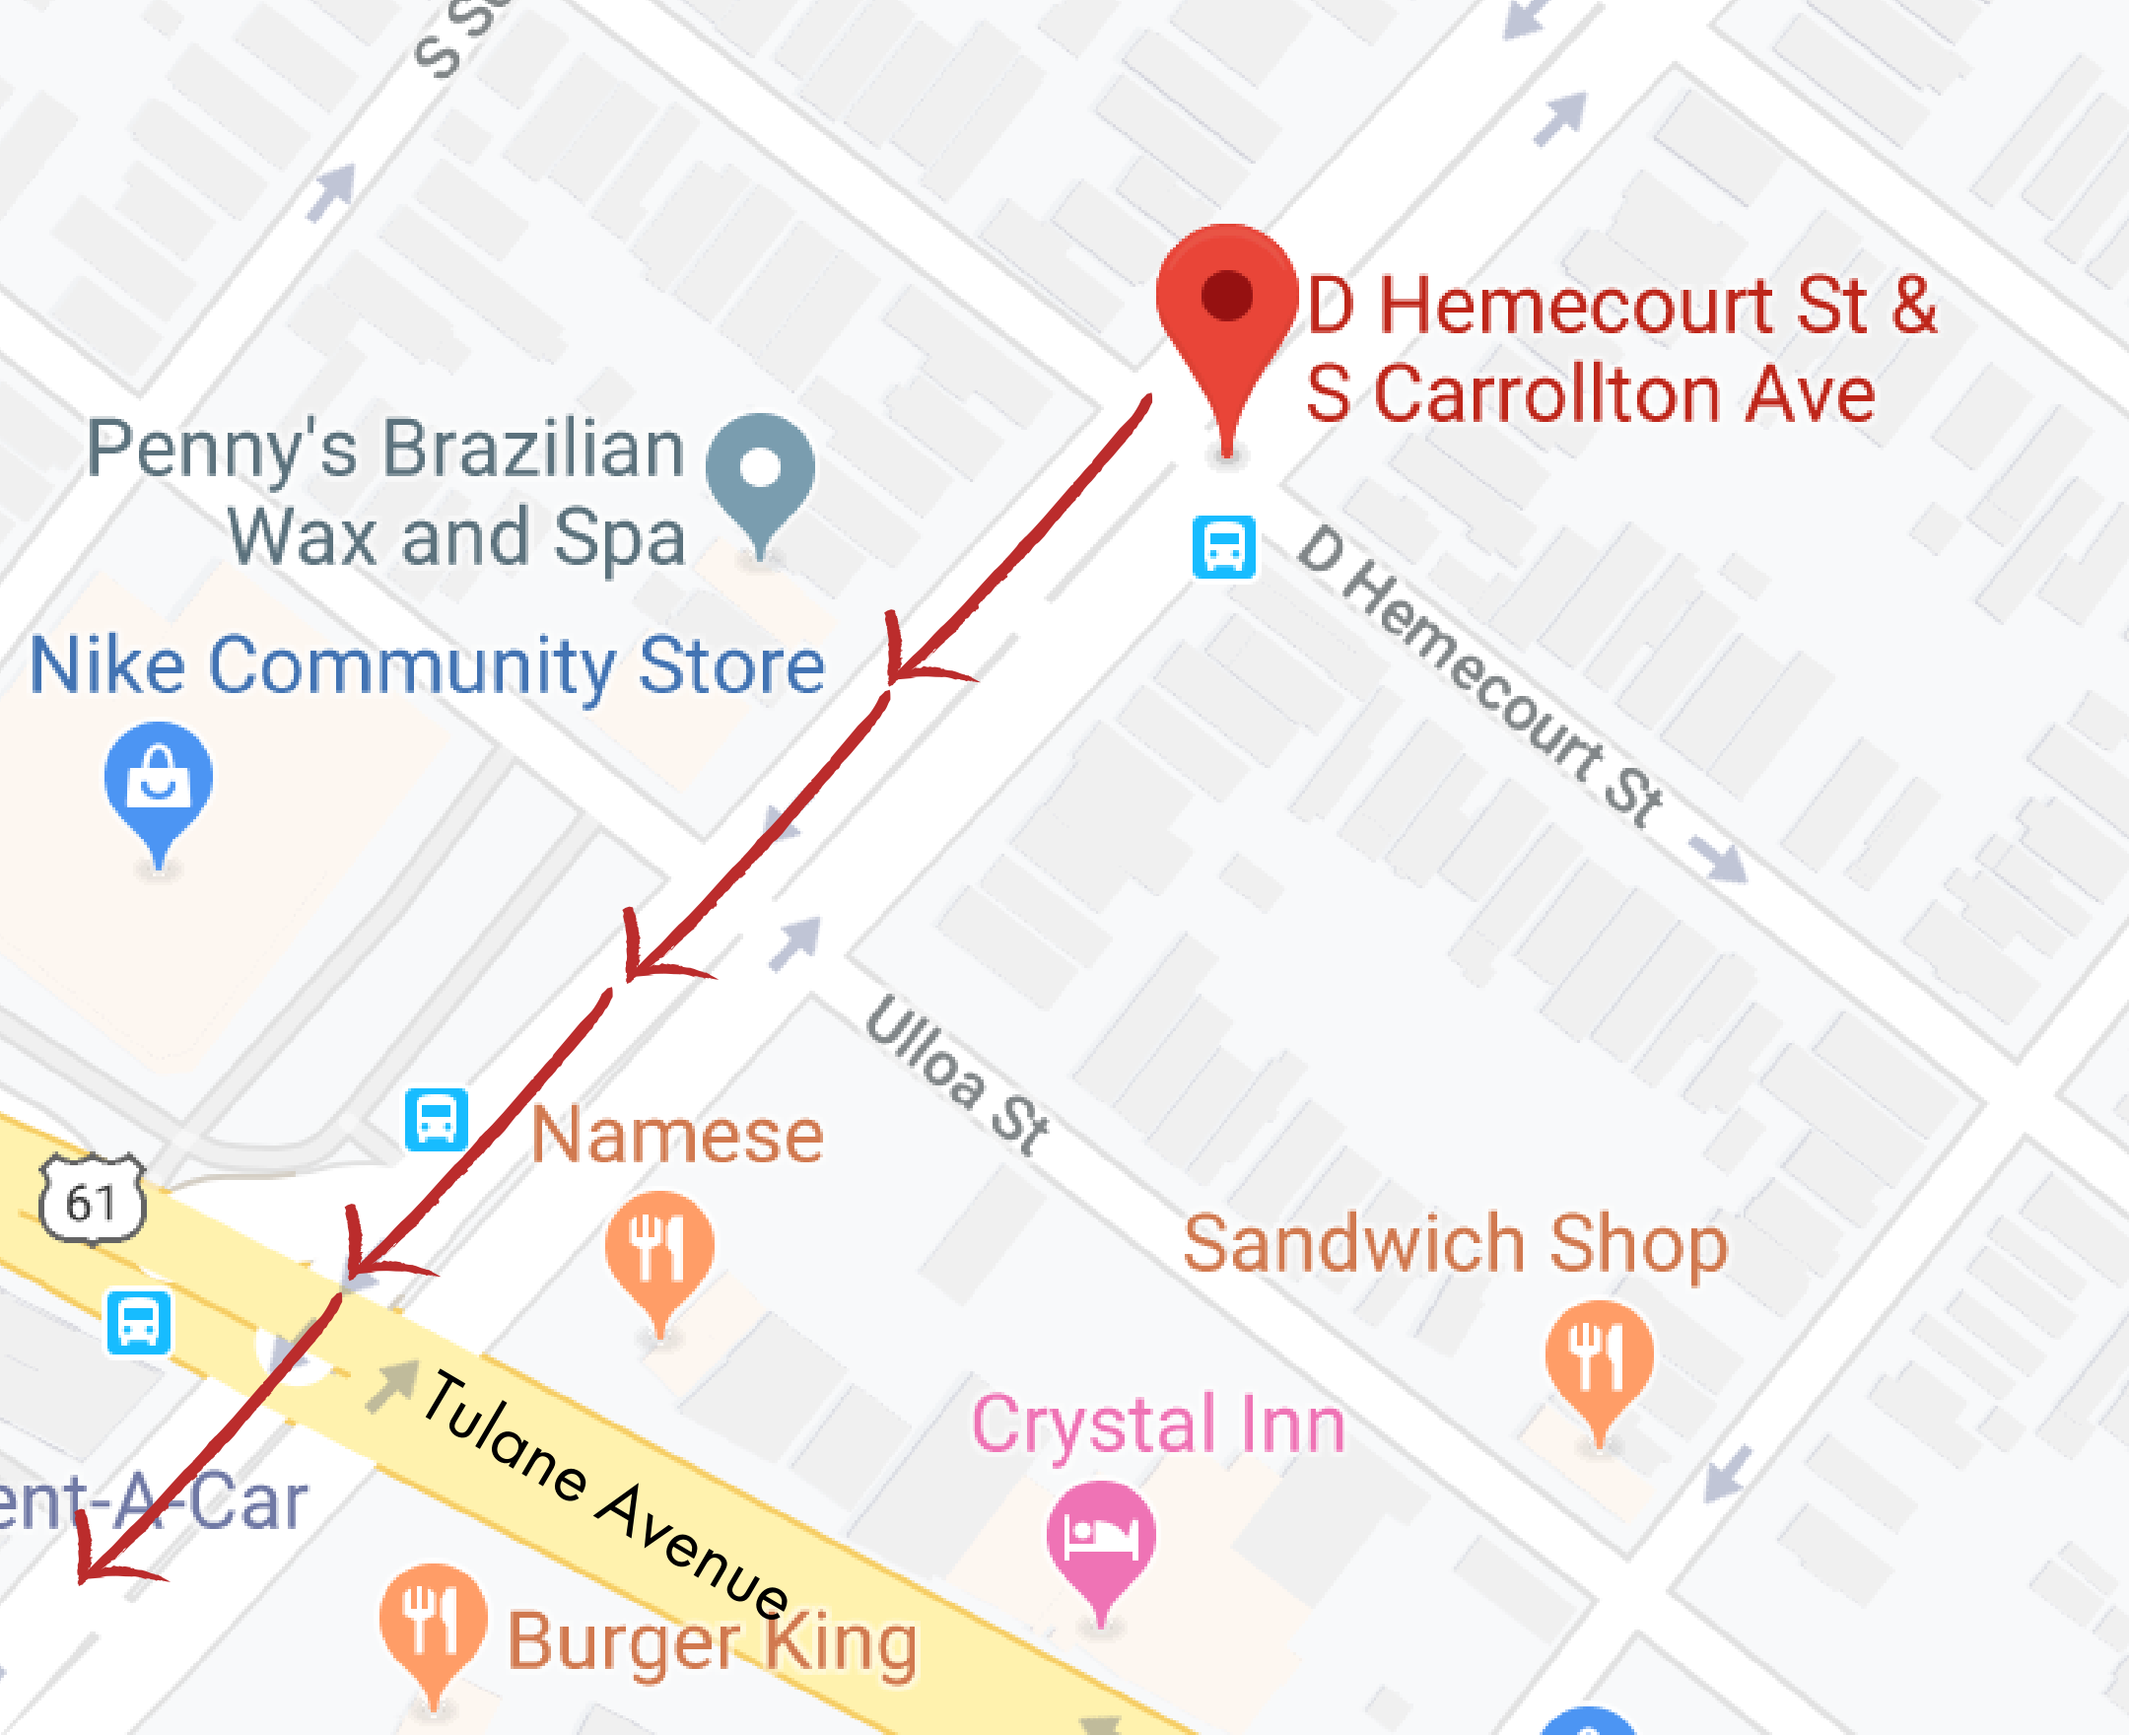 D Hemecourt St &
S Carrollton Ave
Penny's Brazilian
Wax and Spa
Nike Community Store
D Hemecourt St
Ulloa St
Namese
61
Sandwich Shop
Tulane Avenue
Crystal Inn
ent-A-Car
Burger King